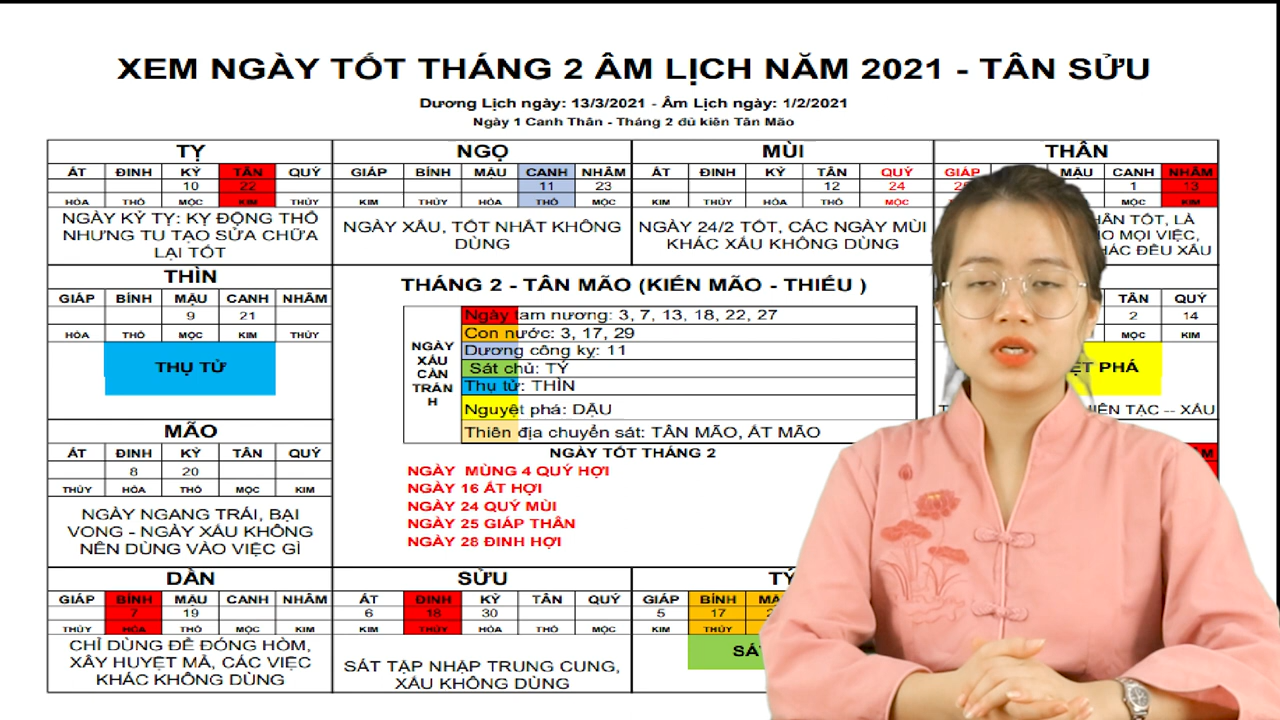 XEM NGÀY TỐT THÁNG 2 ÂM LỊCH NĂM 2021 - TÂN SỬU
Dương Lịch ngày: 13/3/2021 - Âm Lịch ngày: 1/2/2021
Ngày 1 Canh Thân - Tháng 2 đủ kiến Tân Mão
TỴ NGỌ MÙI THÂN
ẤT ĐINH KỶ TÂN QUÝ GIÁP BÍNH MẬU CANH NHÂM ẤT ĐINH KỶ TÂN QUÝ GIÁP MẬU CANH NHÂM
10 22 11 23 12 24 1 13
HỎA THỔ MỘC KIM THỦY KIM THỦY HỎA THỔ MỘC KIM THỦY HỎA THỔ MỘC THỔ MỘC KIM
NGÀY KỶ TỴ: KỴ ĐỘNG THỔ
NHƯNG TU TẠO SỬA CHỮA
LẠI TỐT
NGÀY XẤU, TỐT NHẤT KHÔNG
DÙNG
NGÀY 24/2 TỐT, CÁC NGÀY MÙI
KHÁC XẤU KHÔNG DÙNG
TỐT, LÀ
MỌI VIỆC,
ĐỀU XẤU
THÌN
GIÁP BÍNH MẬU CANH NHÂM
9 21
HỎA THỔ MỘC KIM THỦY
THỤ TỬ
THÁNG 2 - TÂN MÃO (KIẾN MÃO - THIẾU )
NGÀY
XẤU
CẦN
TRÁN
H
Ngày tam nương: 3, 7, 13, 18, 22, 27
Con nước: 3, 17, 29
Dương công kỵ: 11
Sát chủ: TÝ
Thụ tử: THÌN
Nguyệt phá: DẬU
Thiên địa chuyển sát: TÂN MÃO, ẤT MÃO
TÂN QUÝ
2 14
MỘC KIM
PHÁ
TẠC -- XẤU
NGÀY TỐT THÁNG 2
NGÀY MÙNG 4 QUÝ HỢI
NGÀY 16 ẤT HỢI
NGÀY 24 QUÝ MÙI
NGÀY 25 GIÁP THÂN
NGÀY 28 ĐINH HỢI
MÃO
ẤT ĐINH KỶ TÂN QUÝ
8 20
THỦY HỎA THỔ MỘC KIM
NGÀY NGANG TRÁI, BẠI
VONG - NGÀY XẤU KHÔNG
NÊN DÙNG VÀO VIỆC GÌ
DẦN SỬU TÝ
GIÁP BÍNH MẬU CANH NHÂM ẤT ĐINH KỶ TÂN QUÝ GIÁP BÍNH
7 19 6 18 30 5 17
THỦY HỎA THỔ MỘC KIM KIM THỦY HỎA THỔ MỘC KIM THỦY
CHỈ DÙNG ĐỂ ĐÓNG HÒM,
XÂY HUYỆT MẢ, CÁC VIỆC
KHÁC KHÔNG DÙNG
SÁT TẬP NHẬP TRUNG CUNG,
XẤU KHÔNG DÙNG